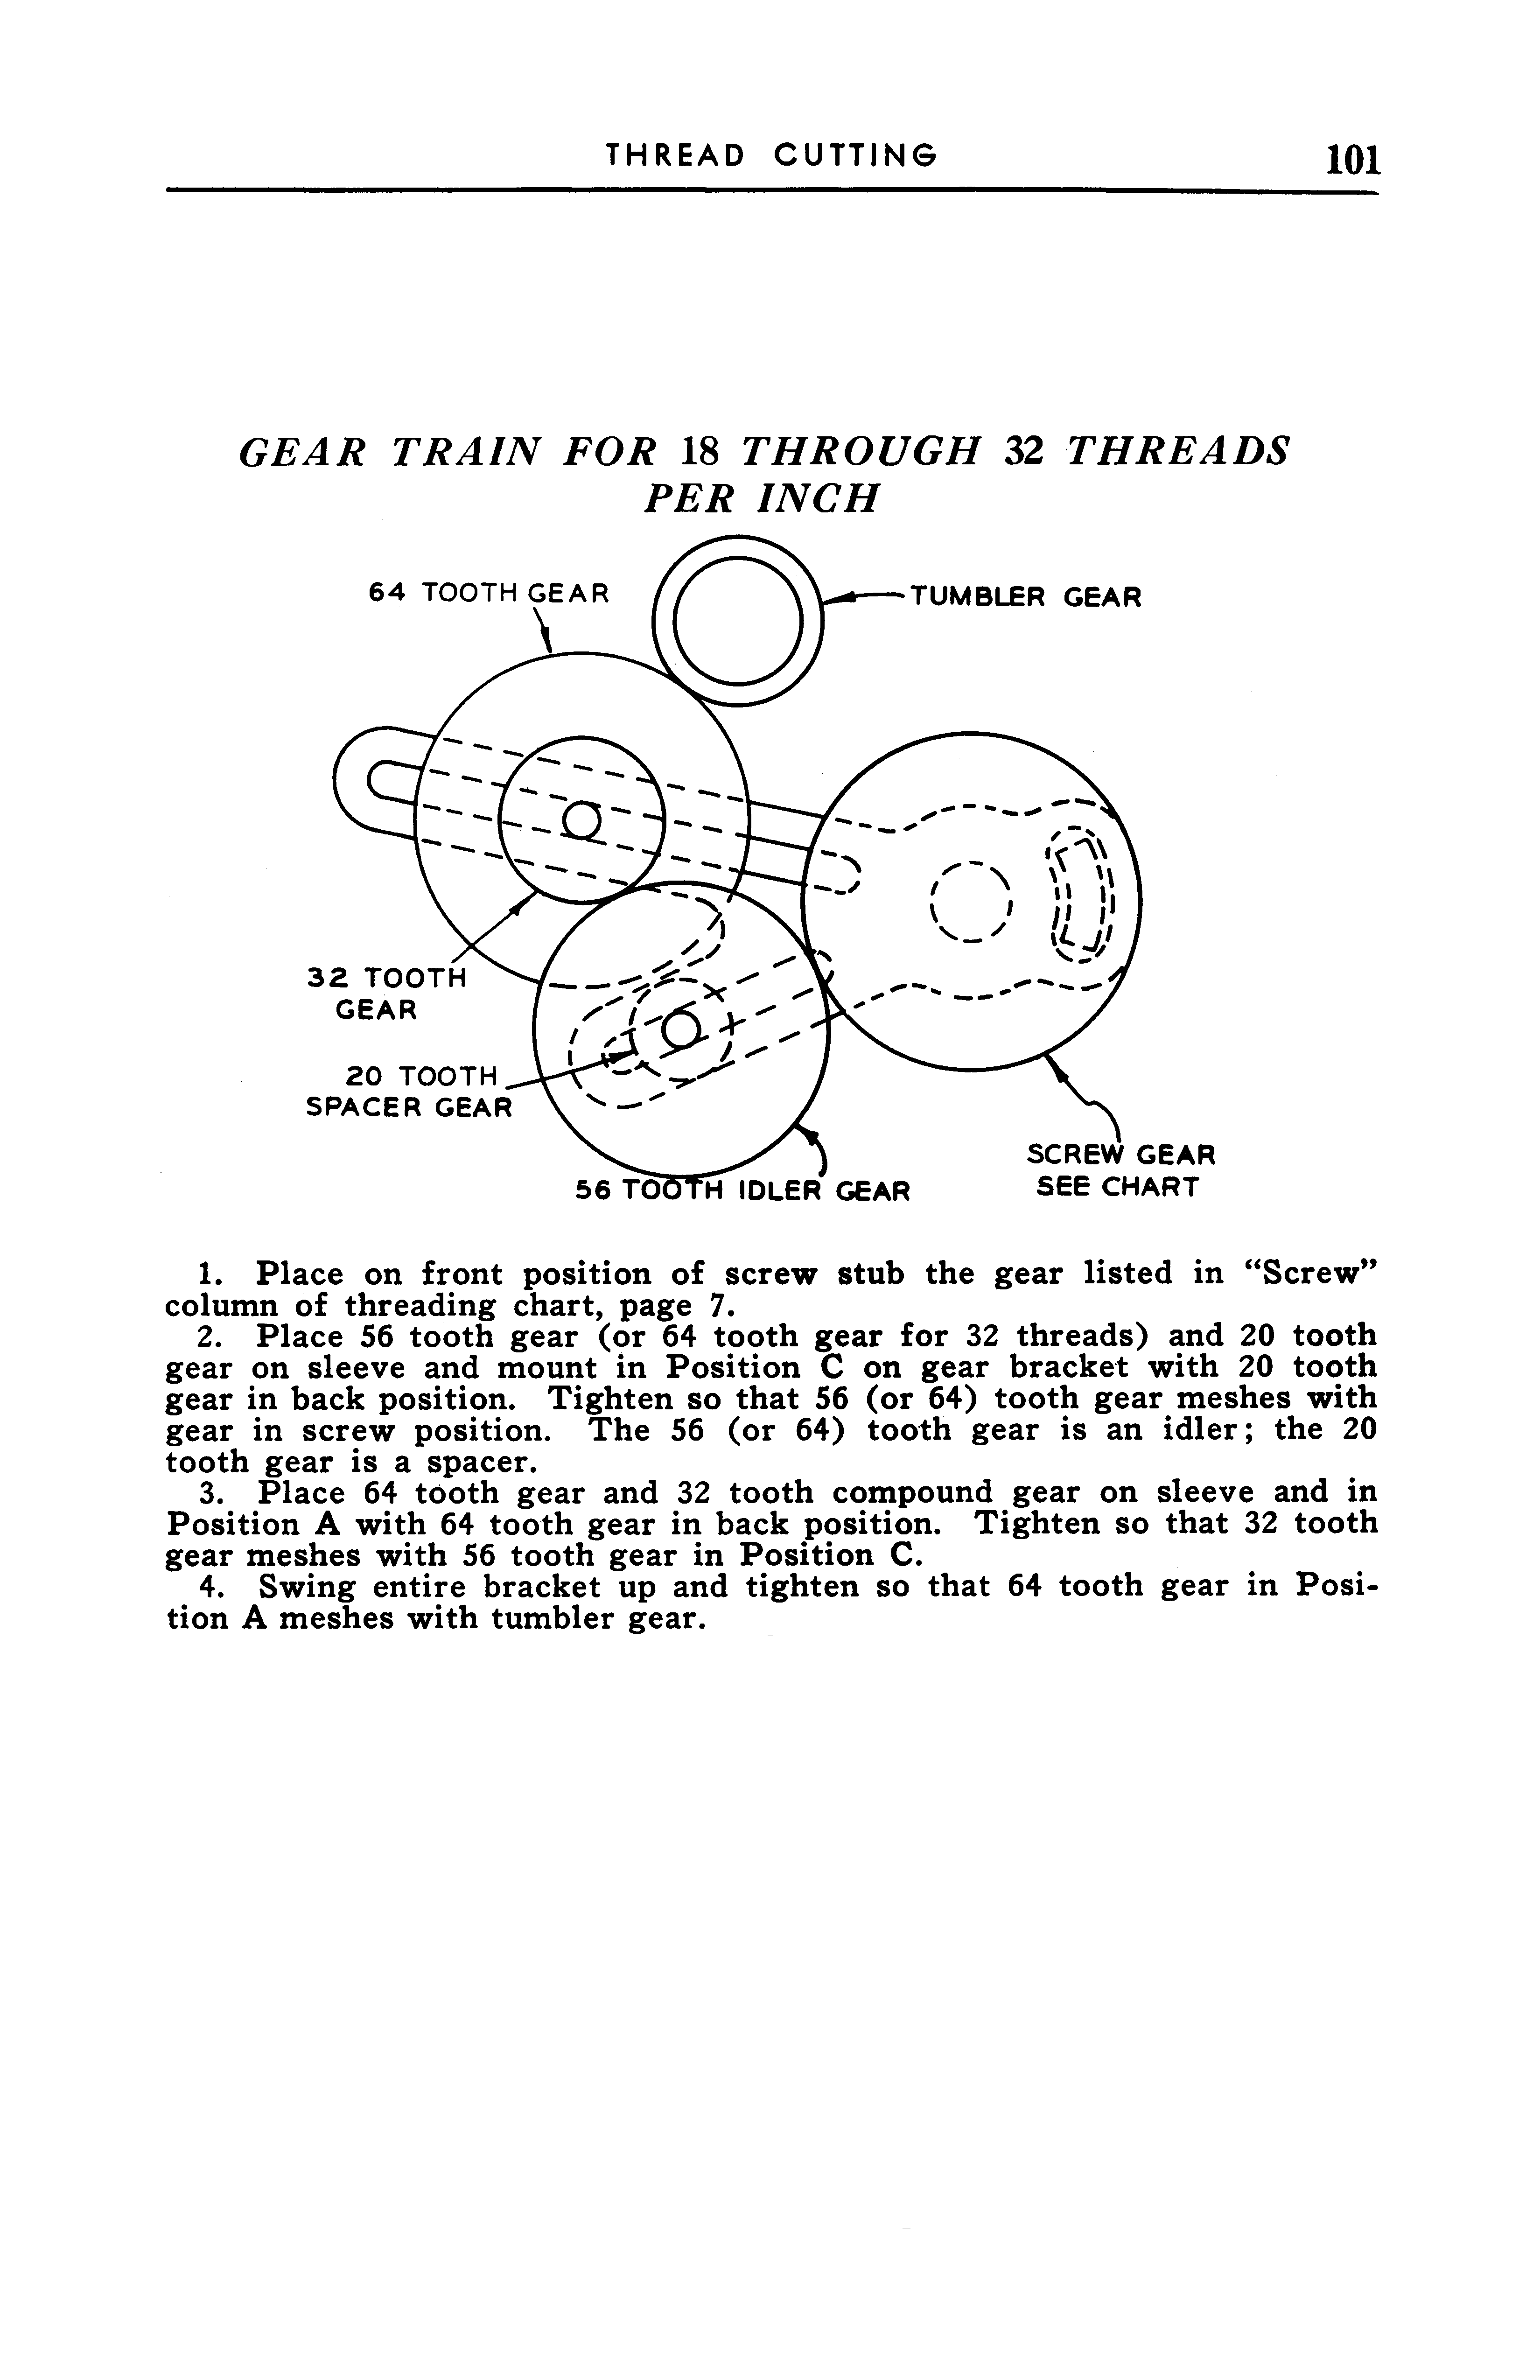 THREAD CUTTING 101
GEAR TRAIN FOR 18 THROUGH 32 THREADS
PER INCH
64 TOOTH GEAR
TUMBLER GEAR
32 TOOTH
GEAR
20 TOOTH
SPACER GEAR
SCREW GEAR
SEE CHART
56 TOOTH IDLER GEAR
1. Place on front position of screw stub the gear listed in “Screw”
column of threading chart, page 7.
2. Place 56 tooth gear (or 64 tooth gear for 32 threads) and 20 tooth
gear on sleeve and mount in Position C on gear bracket with 20 tooth
gear in back position. Tighten so that 56 (or 64) tooth gear meshes with
gear in screw position. The 56 (or 64) tooth gear is an idler; the 20
tooth gear is a spacer.
3. Place 64 tooth gear and 32 tooth compound gear on sleeve and in
Position A with 64 tooth gear in back position. Tighten so that 32 tooth
gear meshes with 56 tooth gear in Position C.
4. Swing entire bracket up and tighten so that 64 tooth gear in Posi-
tion A meshes with tumbler gear.